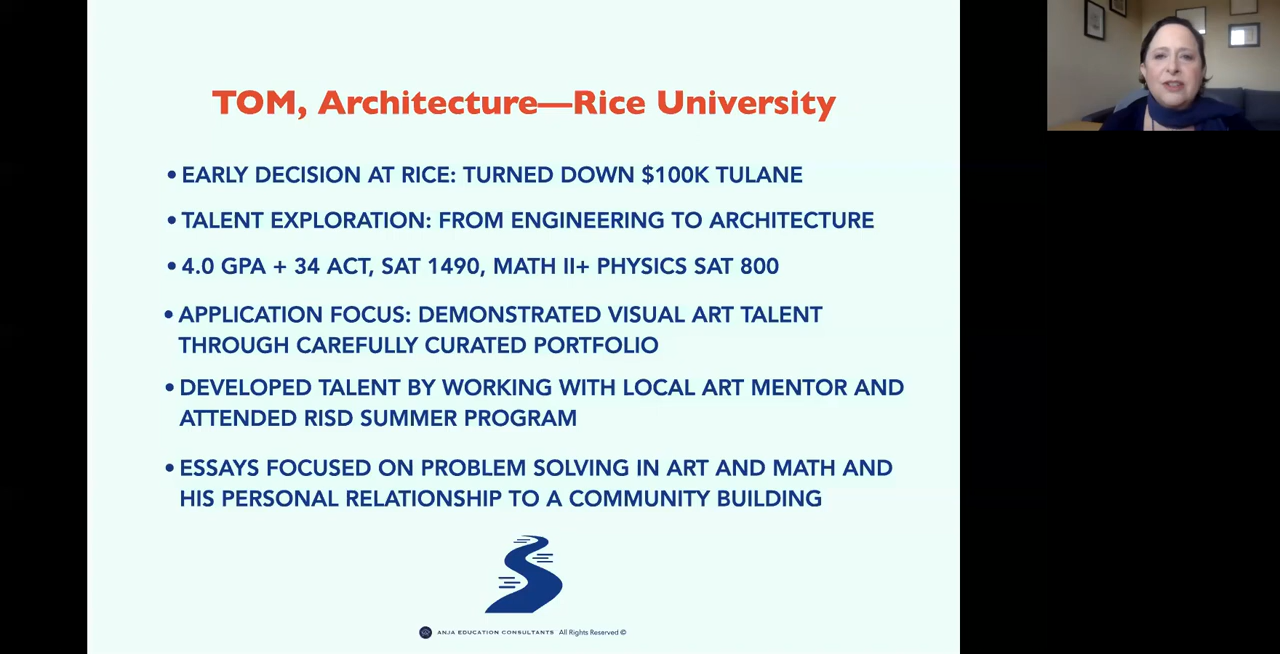 TOM, Architecture—Rice University
• EARLY DECISION AT RICE: TURNED DOWN $100K TULANE
• TALENT EXPLORATION: FROM ENGINEERING TO ARCHITECTURE
• 4.0 GPA + 34 ACT, SAT 1490, MATH II+ PHYSICS SAT 800
• APPLICATION FOCUS: DEMONSTRATED VISUAL ART TALENT
THROUGH CAREFULLY CURATED PORTFOLIO
• DEVELOPED TALENT BY WORKING WITH LOCAL ART MENTOR AND
ATTENDED RISD SUMMER PROGRAM
• ESSAYS FOCUSED ON PROBLEM SOLVING IN ART AND MATH AND
HIS PERSONAL RELATIONSHIP TO A COMMUNITY BUILDING
ANJA EDUCATION CONSULTANTS All Rights Reserved ©